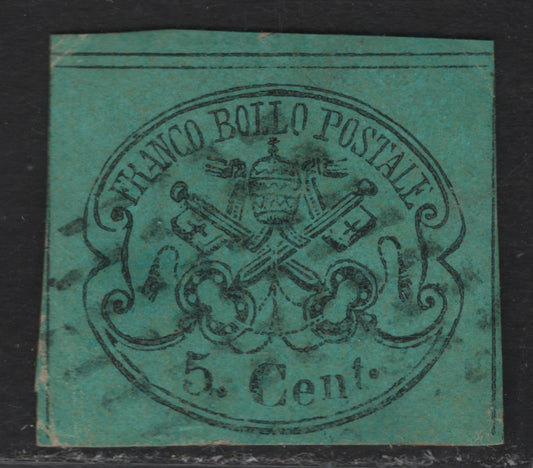 FRANCO BOLLO POSTALE
5. Cent.